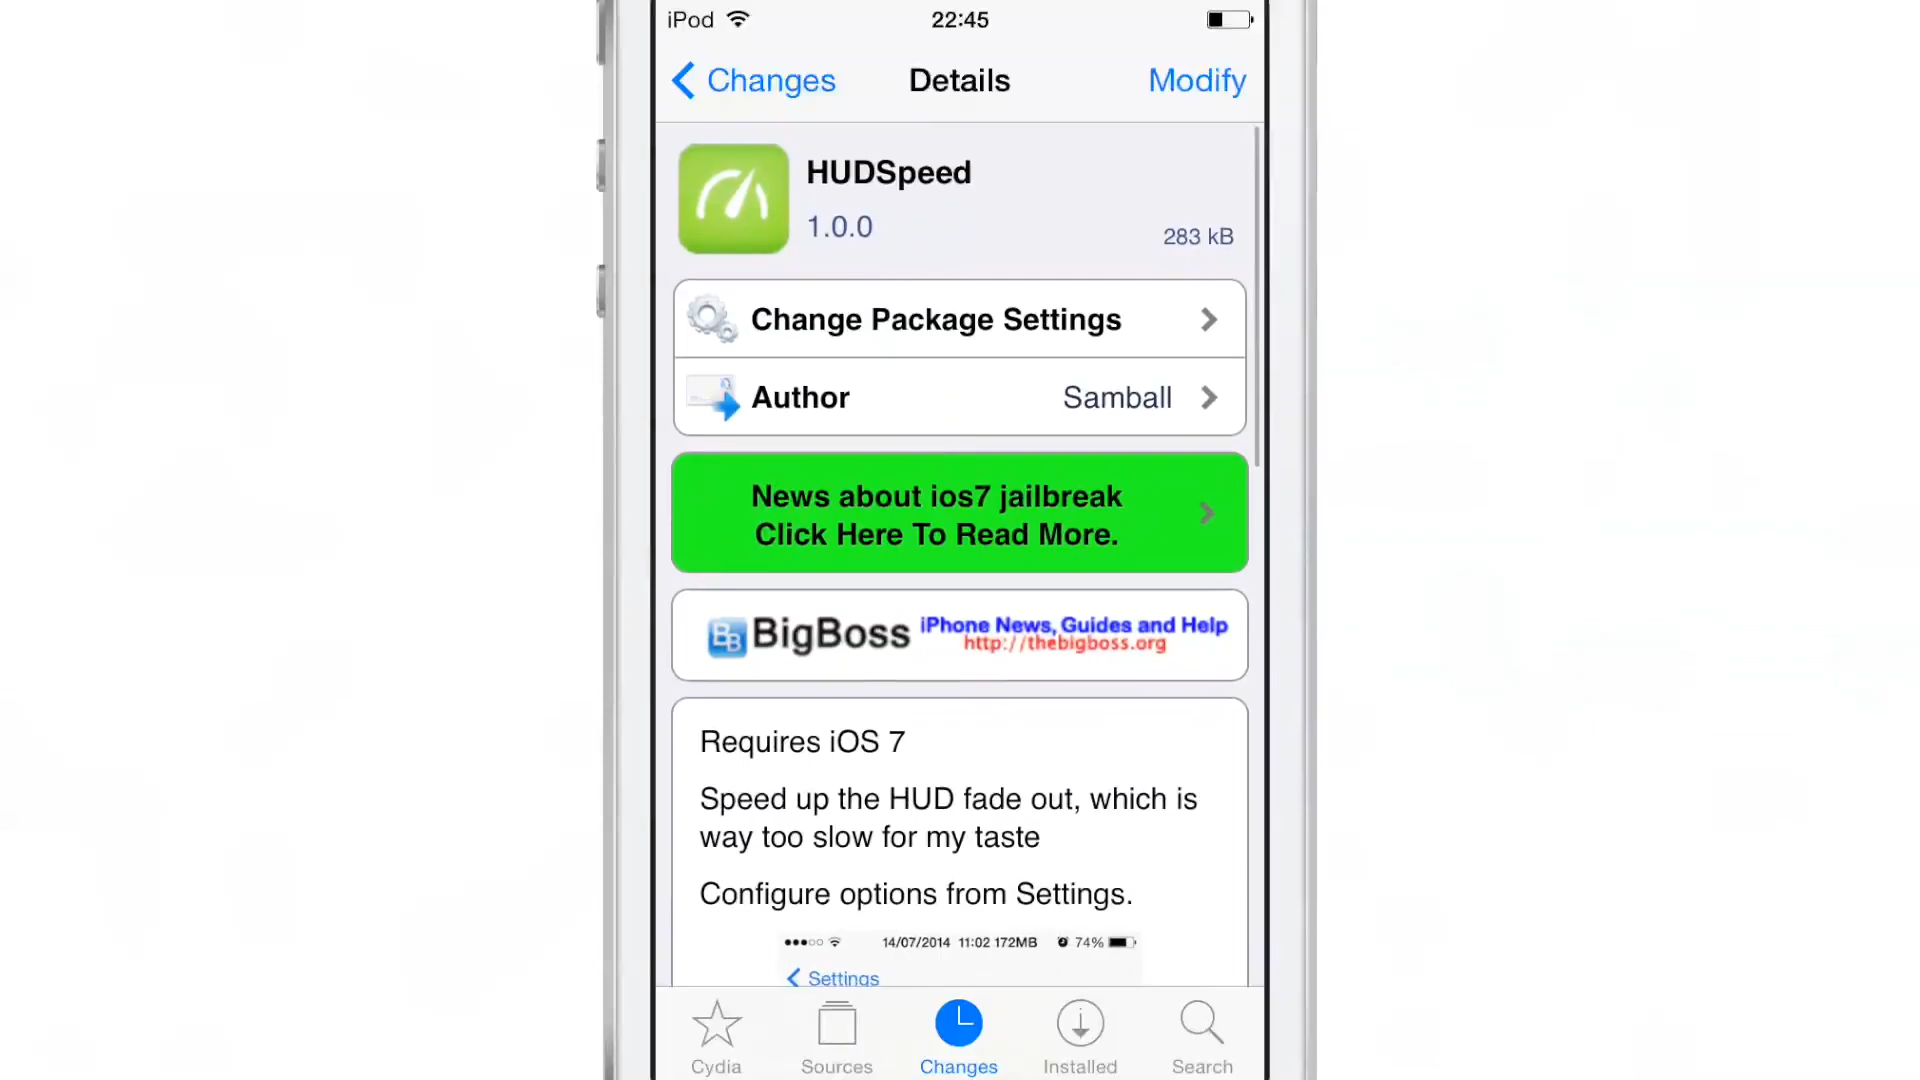 iPod 22:45
Changes Details Modify
HUDSpeed
1.0.0
283 kB
Change Package Settings
Author Samball
News about ios7 jailbreak
Click Here To Read More.
BB BigBoss iPhone News, Guides and Help
http://thebigboss.org
Requires iOS 7
Speed up the HUD fade out, which is
way too slow for my taste
Configure options from Settings.
14/07/2014 11:02 172MB 74%
Settings
Cydia Sources Changes Installed Search